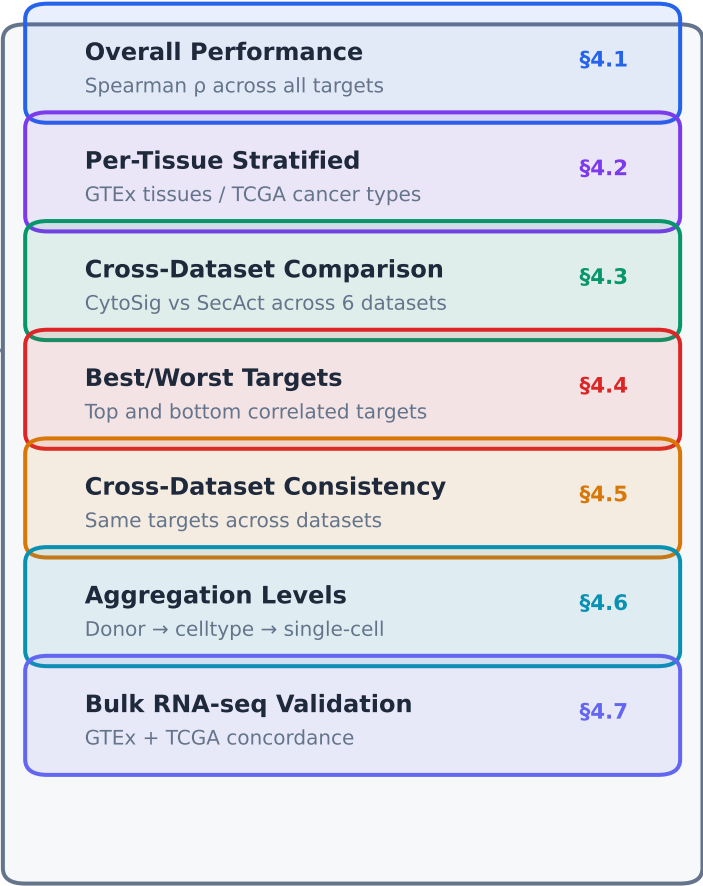 Overall Performance
§4.1
Spearman ρ across all targets
Per-Tissue Stratified
§4.2
GTEx tissues / TCGA cancer types
Cross-Dataset Comparison
§4.3
CytoSig vs SecAct across 6 datasets
Best/Worst Targets
§4.4
Top and bottom correlated targets
Cross-Dataset Consistency
§4.5
Same targets across datasets
Aggregation Levels
§4.6
Donor → celltype → single-cell
Bulk RNA-seq Validation
§4.7
GTEx + TCGA concordance